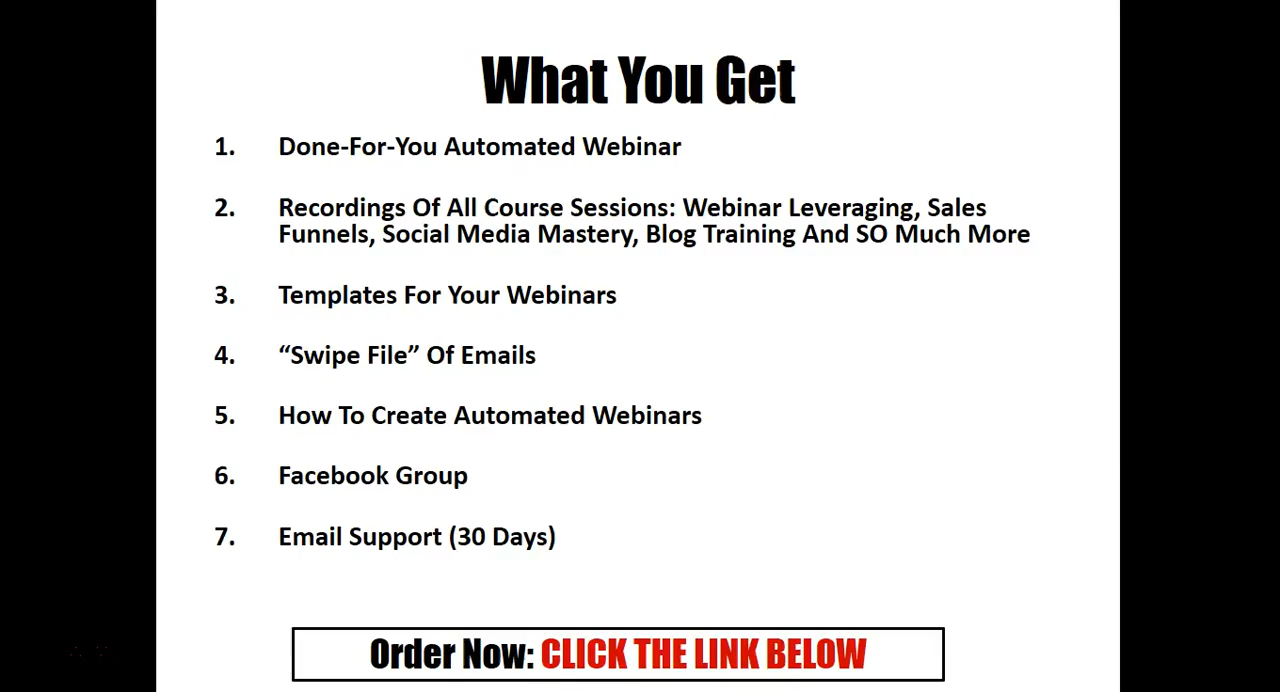 What You Get
1. Done-For-You Automated Webinar
2. Recordings Of All Course Sessions: Webinar Leveraging, Sales
Funnels, Social Media Mastery, Blog Training And SO Much More
3. Templates For Your Webinars
4. “Swipe File” Of Emails
5. How To Create Automated Webinars
6. Facebook Group
7. Email Support (30 Days)
Order Now: CLICK THE LINK BELOW